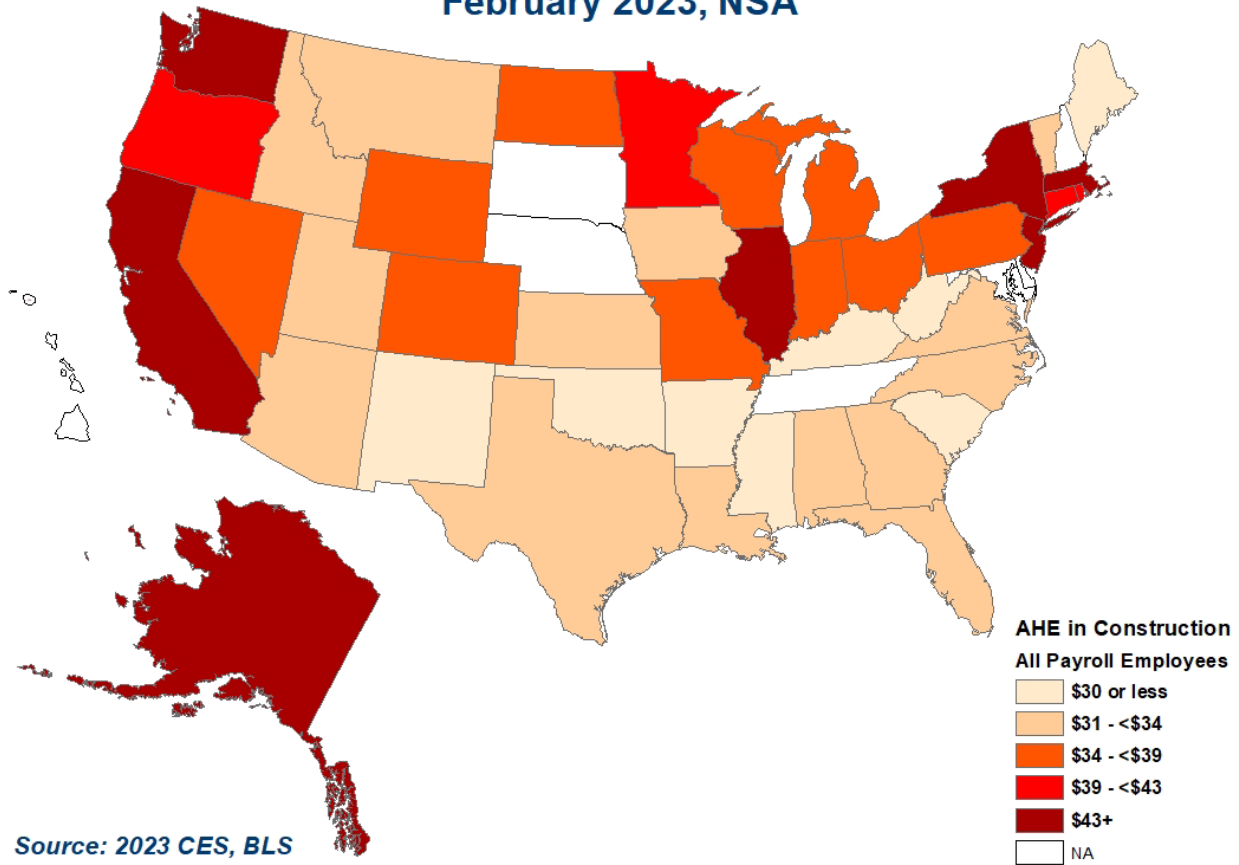 February 2023, NSA
AHE in Construction
All Payroll Employees
$30 or less
$31 - <$34
$34 - <$39
$39 - <$43
$43+
NA
Source: 2023 CES, BLS